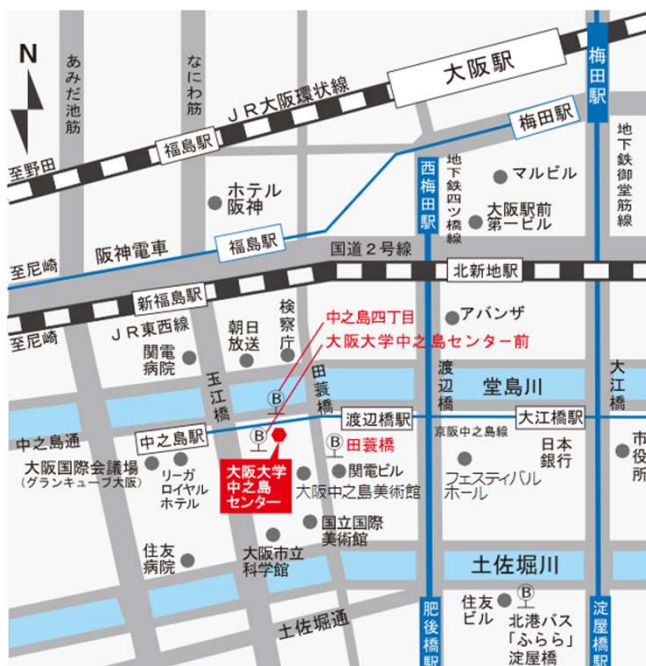 N
あみだ池筋
なにわ筋
JR大阪環状線
大阪駅
梅田駅
福島駅
至野田
梅田駅
ホテル
阪神
西梅田駅
地下鉄四ツ橋線
マルビル
大阪駅前
第一ビル
地下鉄御堂筋線
阪神電車
福島駅
国道2号線
至尼崎
北新地駅
新福島駅
至尼崎
JR東西線
関電
病院
朝日
放送
検察庁
中之島四丁目
大阪大学中之島センター前
アバンザ
玉江橋
田蓑橋
渡辺橋
堂島川
大江橋
B
中之島通
中之島駅
渡辺橋駅
大江橋駅
B
B
田蓑橋
京阪中之島線
日本
銀行
市役所
大阪国際会議場
(グランキューブ大阪)
リーガ
ロイヤル
ホテル
大阪大学
中之島
センター
関電ビル
大阪中之島美術館
フェスティバル
ホール
国立国際
美術館
大阪市立
科学館
住友
病院
土佐堀川
土佐堀通
肥後橋駅
住友
ビル
B
北港バス
「ふらら」
淀屋橋
淀屋橋駅